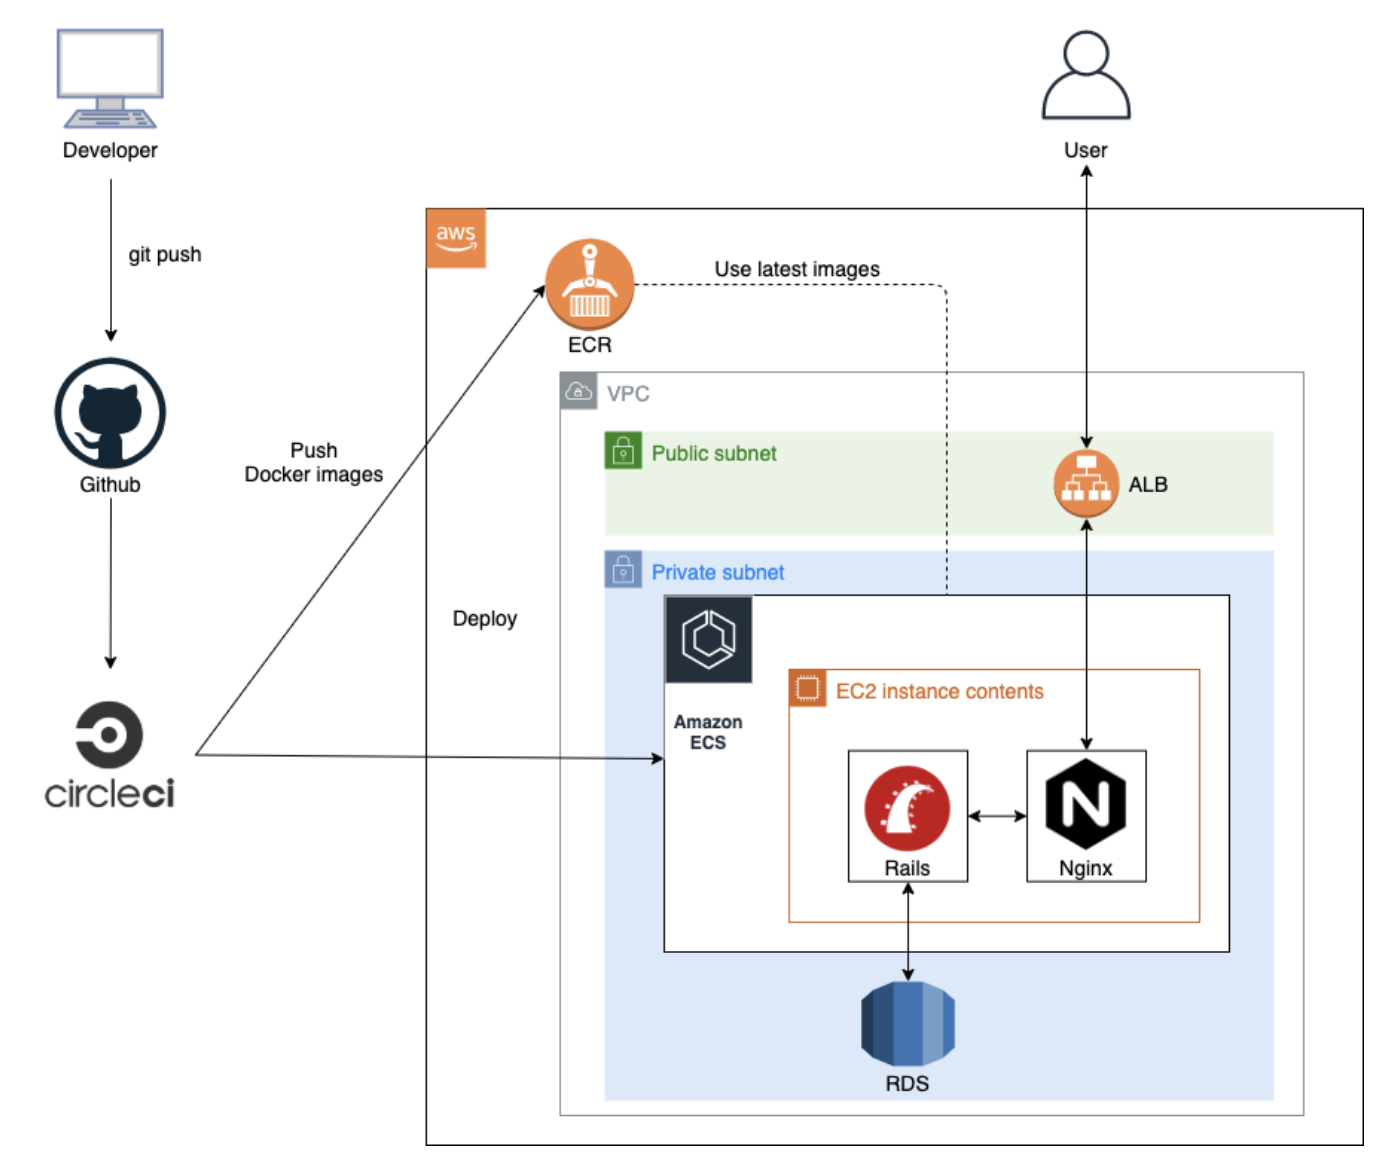 Developer
User
git push
aws
Use latest images
ECR
VPC
Push
Docker images
Public subnet
ALB
Github
Private subnet
Deploy
EC2 instance contents
Amazon
ECS
circleci
Rails
Nginx
RDS